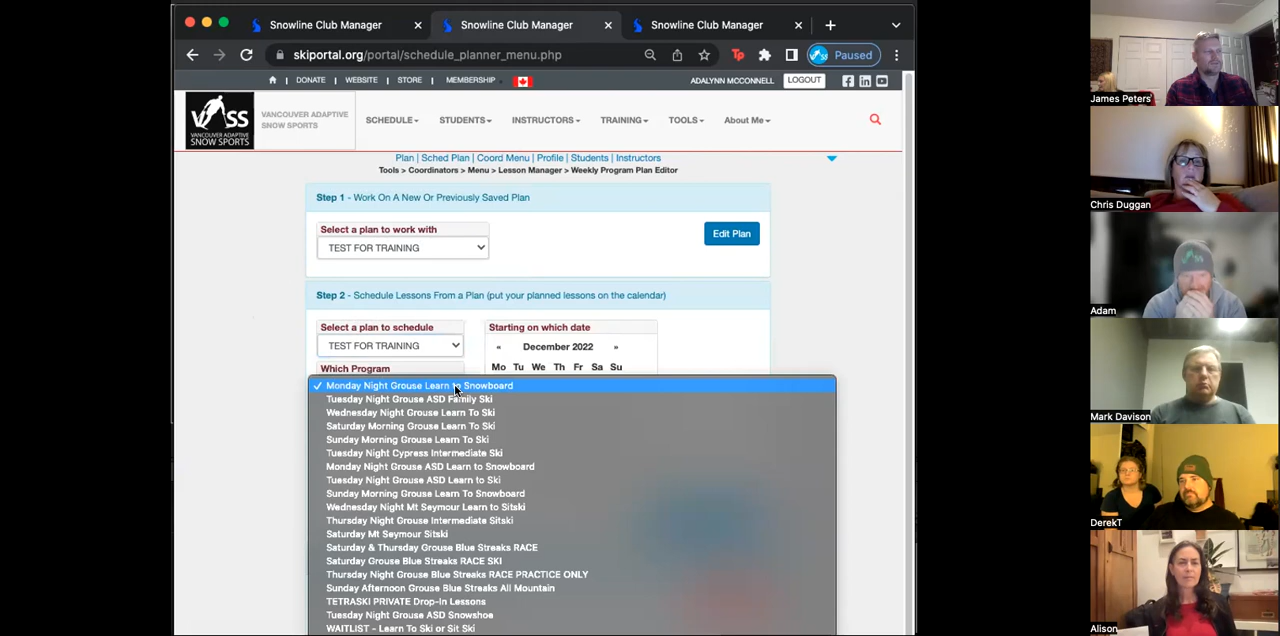 Snowline Club Manager
Snowline Club Manager
Snowline Club Manager
skiportal.org/portal/schedule_planner_menu.php
Tp
Paused
DONATE | WEBSITE | STORE | MEMBERSHIP
ADALYNN MCCONNELL LOGOUT
VASS
VANCOUVER ADAPTIVE SNOW SPORTS
VANCOUVER ADAPTIVE
SNOW SPORTS
SCHEDULE STUDENTS INSTRUCTORS TRAINING TOOLS About Me
Plan | Sched Plan | Coord Menu | Profile | Students | Instructors
Tools > Coordinators > Menu > Lesson Manager > Weekly Program Plan Editor
Step 1 - Work On A New Or Previously Saved Plan
Select a plan to work with
TEST FOR TRAINING
Edit Plan
Step 2 - Schedule Lessons From a Plan (put your planned lessons on the calendar)
Select a plan to schedule
TEST FOR TRAINING
Which Program
Starting on which date
« December 2022 »
Mo Tu We Th Fr Sa Su
Monday Night Grouse Learn to Snowboard
Tuesday Night Grouse ASD Family Ski
Wednesday Night Grouse Learn To Ski
Saturday Morning Grouse Learn To Ski
Sunday Morning Grouse Learn To Ski
Tuesday Night Cypress Intermediate Ski
Monday Night Grouse ASD Learn to Snowboard
Tuesday Night Grouse ASD Learn to Ski
Sunday Morning Grouse Learn To Snowboard
Wednesday Night Mt Seymour Learn to Sitski
Thursday Night Grouse Intermediate Sitski
Saturday Mt Seymour Sitski
Saturday & Thursday Grouse Blue Streaks RACE
Saturday Grouse Blue Streaks RACE SKI
Thursday Night Grouse Blue Streaks RACE PRACTICE ONLY
Sunday Afternoon Grouse Blue Streaks All Mountain
TETRASKI PRIVATE Drop-In Lessons
Tuesday Night Grouse ASD Snowshoe
WAITLIST - Learn To Ski or Sit Ski
James Peters
Chris Duggan
Adam
Mark Davison
DerekT
Alison